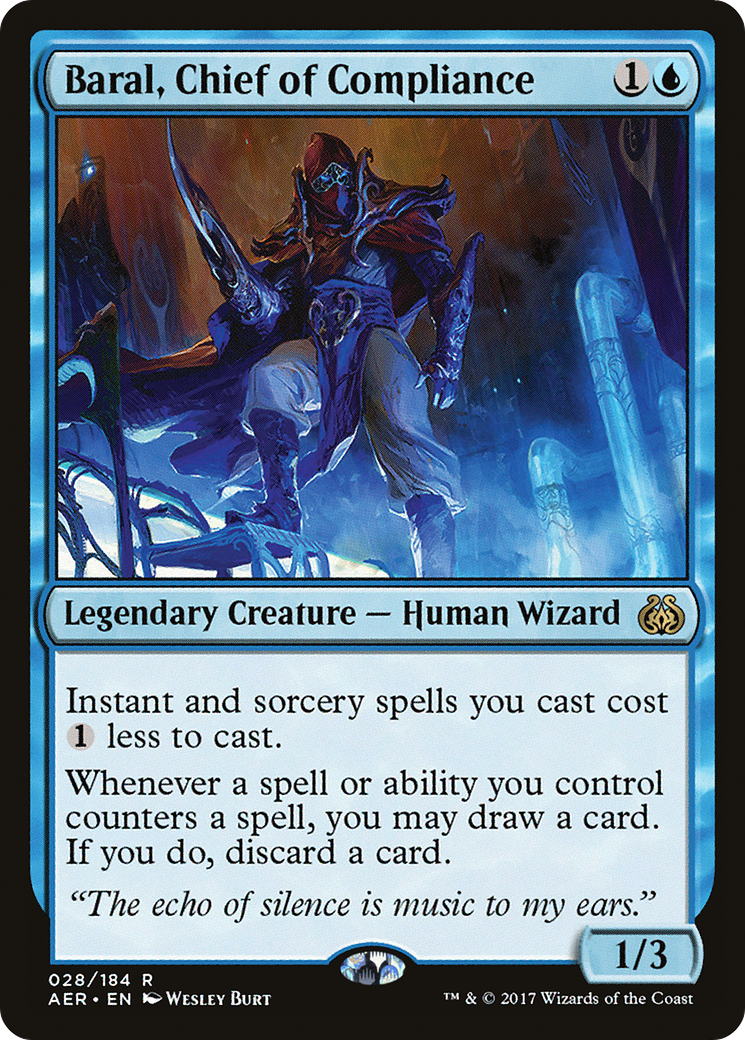 Baral, Chief of Compliance 1
Legendary Creature — Human Wizard
Instant and sorcery spells you cast cost
1 less to cast.
Whenever a spell or ability you control
counters a spell, you may draw a card.
If you do, discard a card.
“The echo of silence is music to my ears.”
1/3
028/184 R
AER • EN Wesley Burt
™ & © 2017 Wizards of the Coast